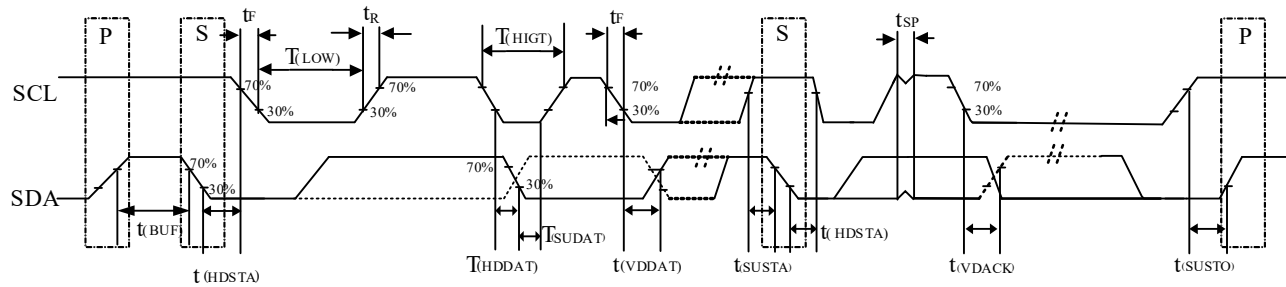 tF tR T(HIGT) tF tSP
P S S P
T(LOW)
SCL 70% 70% 70% 70%
30% 30% 30% 30%
SDA 70% 30% 70% 30%
t(BUF) T(SUDAT) t(HDSTA)
t(HDSTA) T(HDDAT) t(VDDAT) t(SUSTA) t(VDACK) t(SUSTO)